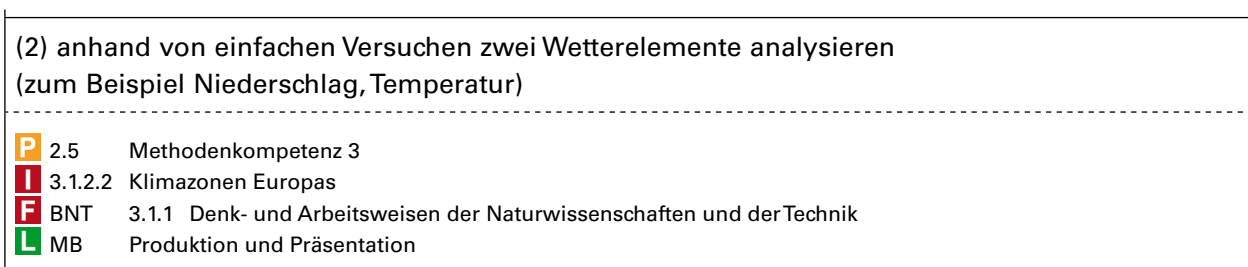 (2) anhand von einfachen Versuchen zwei Wetterelemente analysieren
(zum Beispiel Niederschlag, Temperatur)
P 2.5 Methodenkompetenz 3
I 3.1.2.2 Klimazonen Europas
F BNT 3.1.1 Denk- und Arbeitsweisen der Naturwissenschaften und der Technik
L MB Produktion und Präsentation